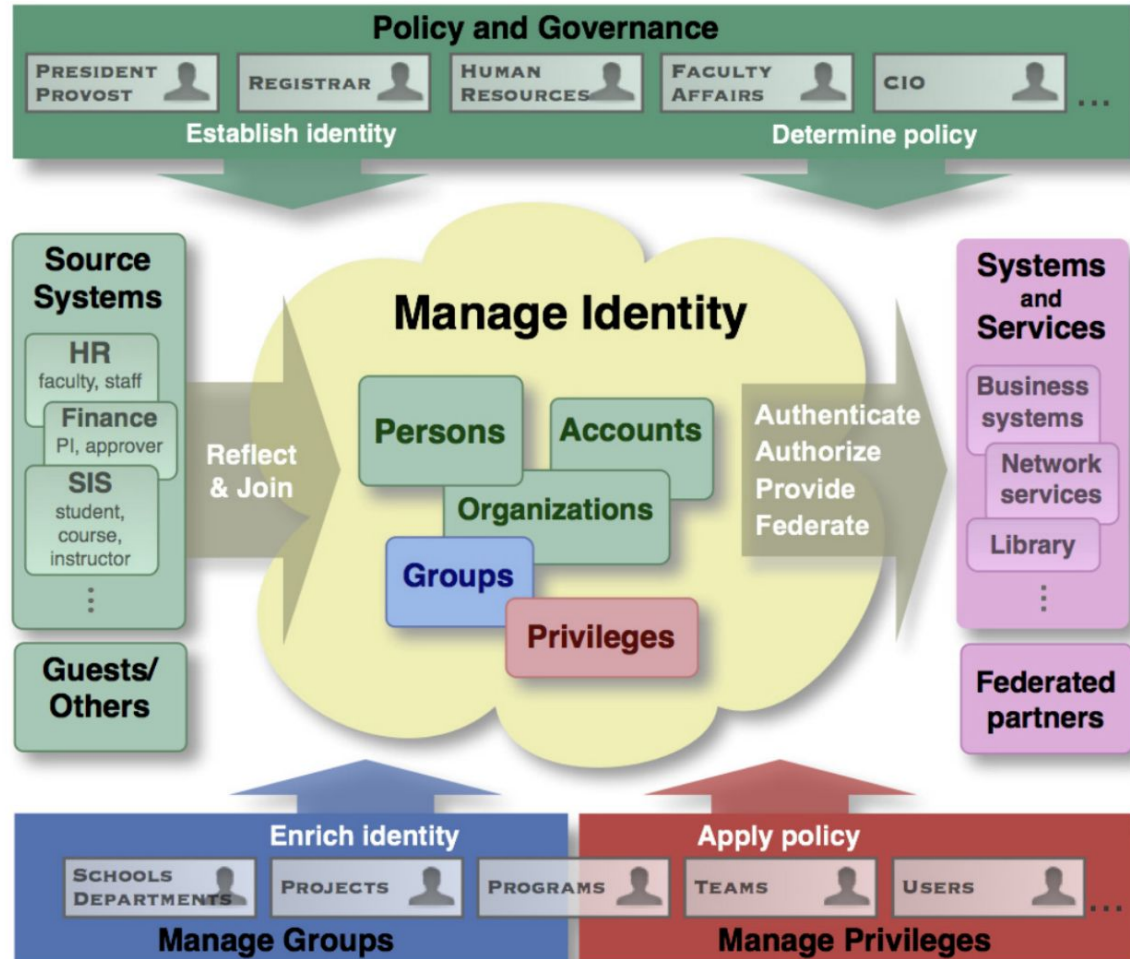 Policy and Governance
PRESIDENT
PROVOST
REGISTRAR
HUMAN
RESOURCES
FACULTY
AFFAIRS
CIO
...
Establish identity
Determine policy
Source
Systems
HR
faculty, staff
Finance
PI, approver
SIS
student,
course,
instructor
⋮
Guests/
Others
Reflect
& Join
Manage Identity
Persons
Accounts
Organizations
Groups
Privileges
Authenticate
Authorize
Provide
Federate
Systems
and
Services
Business
systems
Network
services
Library
⋮
Federated
partners
Enrich identity
Apply policy
SCHOOLS
DEPARTMENTS
PROJECTS
PROGRAMS
TEAMS
USERS
...
Manage Groups
Manage Privileges